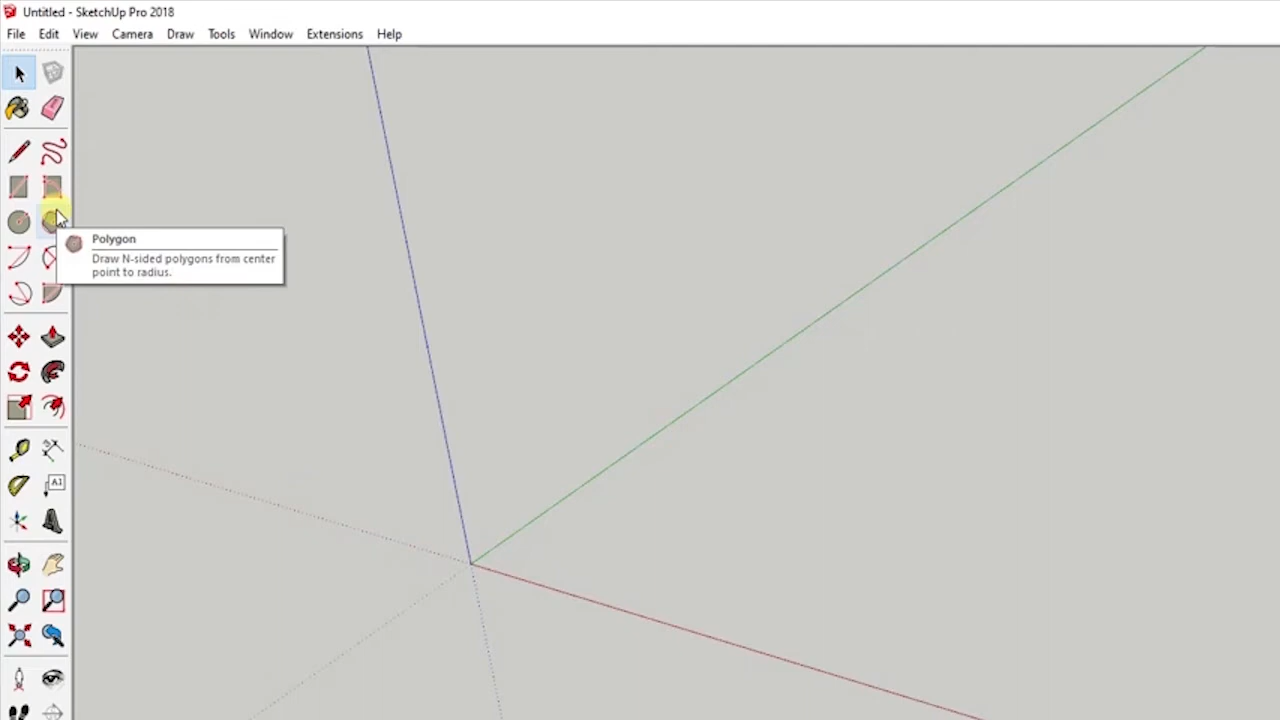 Untitled - SketchUp Pro 2018
File Edit View Camera Draw Tools Window Extensions Help
Polygon
Draw N-sided polygons from center
point to radius.
A1